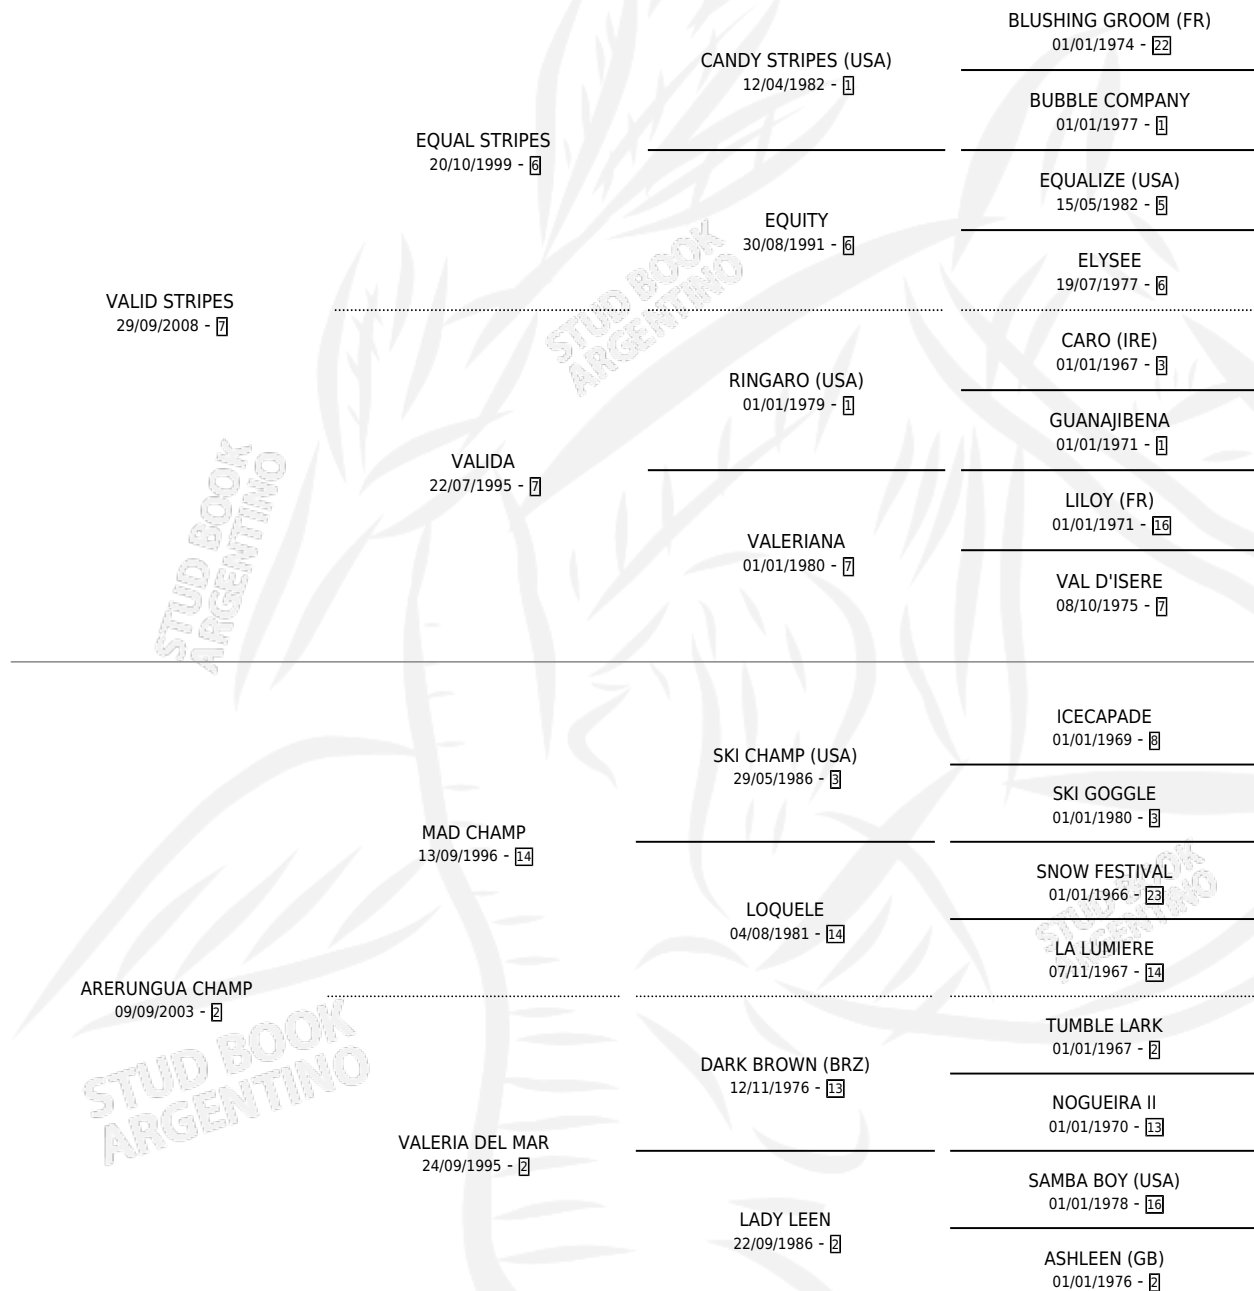 BLUSHING GROOM (FR)
01/01/1974 - 22
CANDY STRIPES (USA)
12/04/1982 - 1
BUBBLE COMPANY
01/01/1977 - 1
EQUAL STRIPES
20/10/1999 - 6
EQUALIZE (USA)
15/05/1982 - 5
EQUITY
30/08/1991 - 6
ELYSEE
19/07/1977 - 6
VALID STRIPES
29/09/2008 - 7
CARO (IRE)
01/01/1967 - 3
RINGARO (USA)
01/01/1979 - 1
GUANAJIBENA
01/01/1971 - 1
VALIDA
22/07/1995 - 7
LILOY (FR)
01/01/1971 - 16
VALERIANA
01/01/1980 - 7
VAL D'ISERE
08/10/1975 - 7
ICECAPADE
01/01/1969 - 8
SKI CHAMP (USA)
29/05/1986 - 3
SKI GOGGLE
01/01/1980 - 3
MAD CHAMP
13/09/1996 - 14
SNOW FESTIVAL
01/01/1966 - 23
LOQUELE
04/08/1981 - 14
LA LUMIERE
07/11/1967 - 14
ARERUNGUA CHAMP
09/09/2003 - 2
TUMBLE LARK
01/01/1967 - 2
DARK BROWN (BRZ)
12/11/1976 - 13
NOGUEIRA II
01/01/1970 - 13
VALERIA DEL MAR
24/09/1995 - 2
SAMBA BOY (USA)
01/01/1978 - 16
LADY LEEN
22/09/1986 - 2
ASHLEEN (GB)
01/01/1976 - 2
STUD BOOK
ARGENTINO
STUD BOOK
ARGENTINO
STUD BOOK
ARGENTINO
STUD BOOK
ARGENTINO